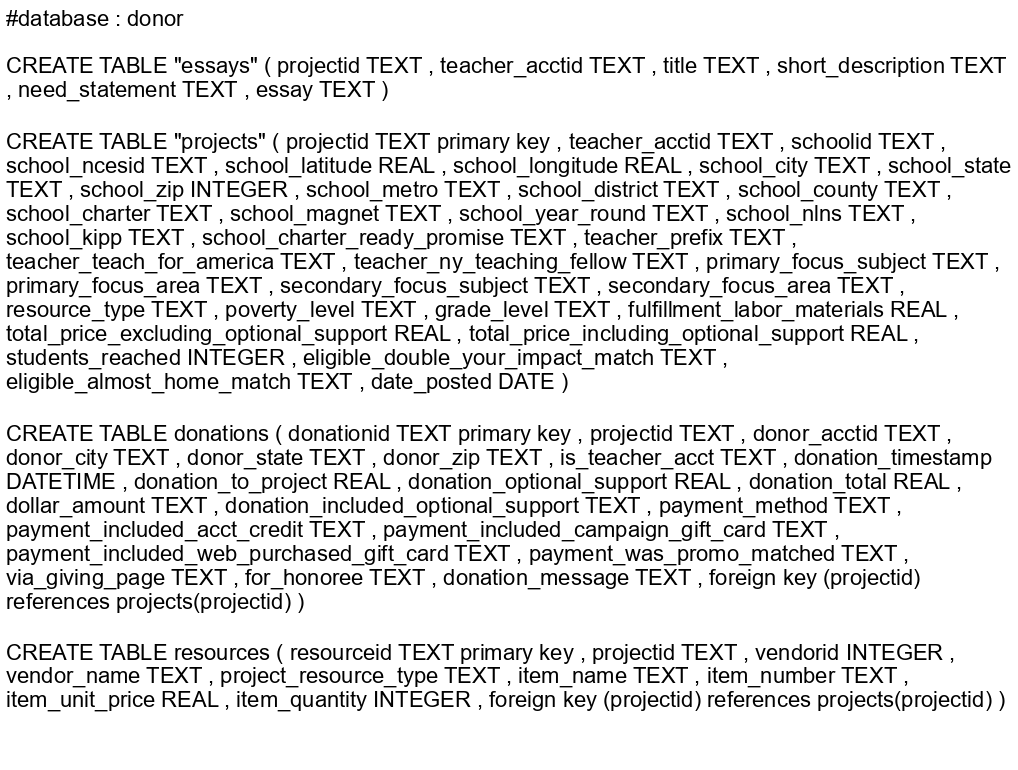 #database : donor
CREATE TABLE "essays" ( projectid TEXT , teacher_acctid TEXT , title TEXT , short_description TEXT
, need_statement TEXT , essay TEXT )
CREATE TABLE "projects" ( projectid TEXT primary key , teacher_acctid TEXT , schoolid TEXT ,
school_ncesid TEXT , school_latitude REAL , school_longitude REAL , school_city TEXT , school_state
TEXT , school_zip INTEGER , school_metro TEXT , school_district TEXT , school_county TEXT ,
school_charter TEXT , school_magnet TEXT , school_year_round TEXT , school_nlns TEXT ,
school_kipp TEXT , school_charter_ready_promise TEXT , teacher_prefix TEXT ,
teacher_teach_for_america TEXT , teacher_ny_teaching_fellow TEXT , primary_focus_subject TEXT ,
primary_focus_area TEXT , secondary_focus_subject TEXT , secondary_focus_area TEXT ,
resource_type TEXT , poverty_level TEXT , grade_level TEXT , fulfillment_labor_materials REAL ,
total_price_excluding_optional_support REAL , total_price_including_optional_support REAL ,
students_reached INTEGER , eligible_double_your_impact_match TEXT ,
eligible_almost_home_match TEXT , date_posted DATE )
CREATE TABLE donations ( donationid TEXT primary key , projectid TEXT , donor_acctid TEXT ,
donor_city TEXT , donor_state TEXT , donor_zip TEXT , is_teacher_acct TEXT , donation_timestamp
DATETIME , donation_to_project REAL , donation_optional_support REAL , donation_total REAL ,
dollar_amount TEXT , donation_included_optional_support TEXT , payment_method TEXT ,
payment_included_acct_credit TEXT , payment_included_campaign_gift_card TEXT ,
payment_included_web_purchased_gift_card TEXT , payment_was_promo_matched TEXT ,
via_giving_page TEXT , for_honoree TEXT , donation_message TEXT , foreign key (projectid)
references projects(projectid) )
CREATE TABLE resources ( resourceid TEXT primary key , projectid TEXT , vendorid INTEGER ,
vendor_name TEXT , project_resource_type TEXT , item_name TEXT , item_number TEXT ,
item_unit_price REAL , item_quantity INTEGER , foreign key (projectid) references projects(projectid) )